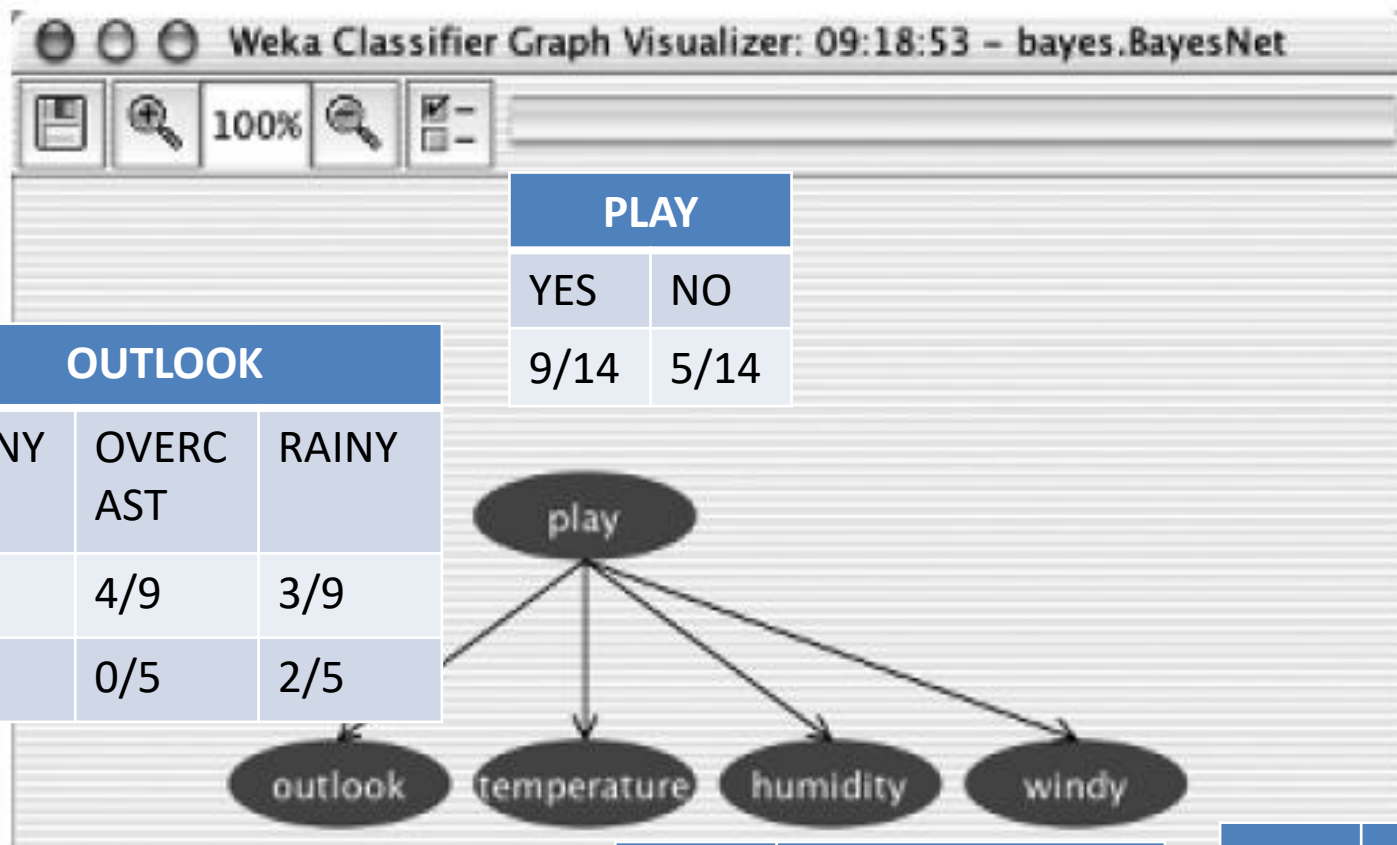 Weka Classifier Graph Visualizer: 09:18:53 – bayes.BayesNet
100%
PLAY
YES NO
9/14 5/14
OUTLOOK
NY OVERC
AST RAINY
4/9 3/9
0/5 2/5
play
outlook temperature humidity windy